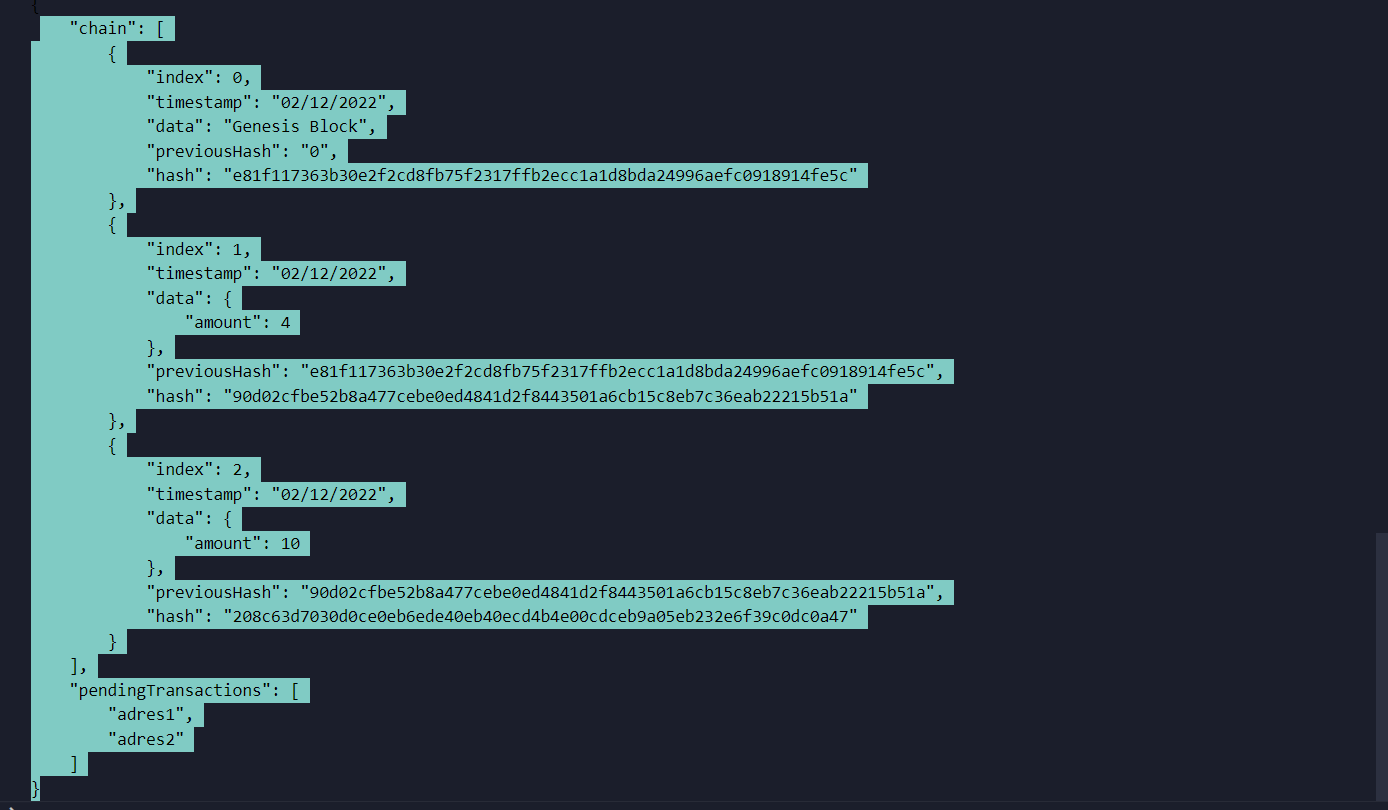 {
    "chain": [
        {
            "index": 0,
            "timestamp": "02/12/2022",
            "data": "Genesis Block",
            "previousHash": "0",
            "hash": "e81f117363b30e2f2cd8fb75f2317ffb2ecc1a1d8bda24996aefc0918914fe5c"
        },
        {
            "index": 1,
            "timestamp": "02/12/2022",
            "data": {
                "amount": 4
            },
            "previousHash": "e81f117363b30e2f2cd8fb75f2317ffb2ecc1a1d8bda24996aefc0918914fe5c",
            "hash": "90d02cfbe52b8a477cebe0ed4841d2f8443501a6cb15c8eb7c36eab22215b51a"
        },
        {
            "index": 2,
            "timestamp": "02/12/2022",
            "data": {
                "amount": 10
            },
            "previousHash": "90d02cfbe52b8a477cebe0ed4841d2f8443501a6cb15c8eb7c36eab22215b51a",
            "hash": "208c63d7030d0ce0eb6ede40eb40ecd4b4e00cdceb9a05eb232e6f39c0dc0a47"
        }
    ],
    "pendingTransactions": [
        "adres1",
        "adres2"
    ]
}